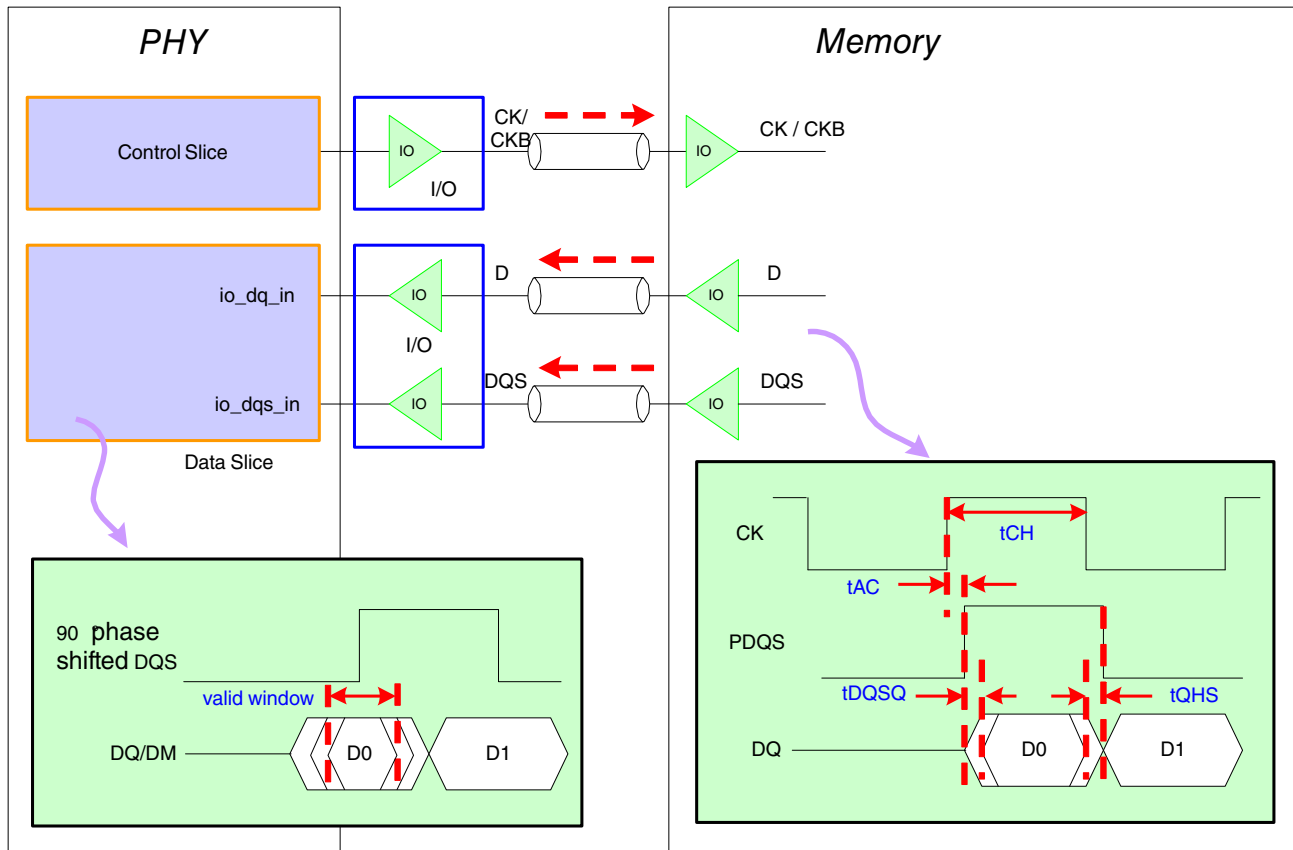 PHY
Memory
Control Slice
IO
I/O
CK/
CKB
IO
CK / CKB
io_dq_in
IO
I/O
D
IO
D
io_dqs_in
IO
DQS
IO
DQS
Data Slice
CK
tCH
tAC
PDQS
tDQSQ
tQHS
DQ
D0
D1
90 ° phase
shifted DQS
valid window
DQ/DM
D0
D1